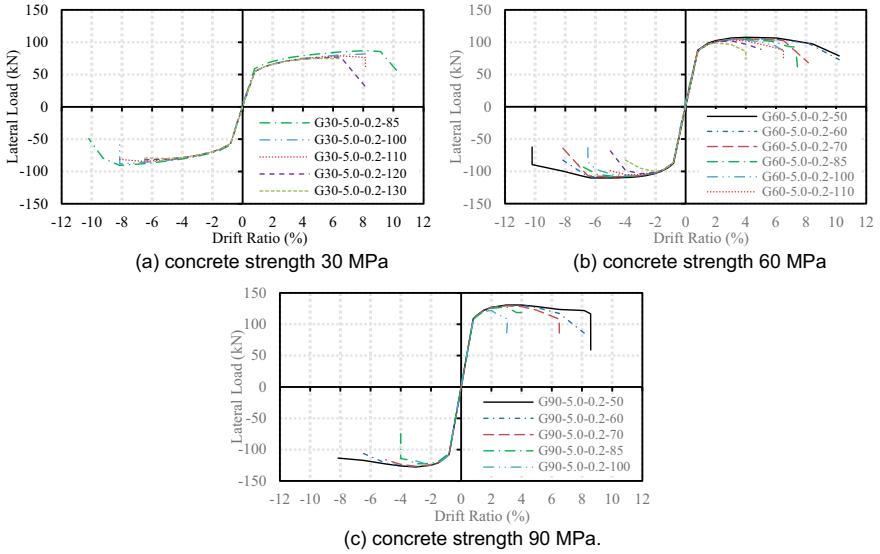 150
100
50
0
-50
-100
-150
-12 -10 -8 -6 -4 -2 0 2 4 6 8 10 12
Lateral Load (kN)
Drift Ratio (%)
G30-5.0-0.2-85
G30-5.0-0.2-100
G30-5.0-0.2-110
G30-5.0-0.2-120
G30-5.0-0.2-130
(a) concrete strength 30 MPa
150
100
50
0
-50
-100
-150
-12 -10 -8 -6 -4 -2 0 2 4 6 8 10 12
Lateral Load (kN)
Drift Ratio (%)
G60-5.0-0.2-50
G60-5.0-0.2-60
G60-5.0-0.2-70
G60-5.0-0.2-85
G60-5.0-0.2-100
G60-5.0-0.2-110
(b) concrete strength 60 MPa
150
100
50
0
-50
-100
-150
-12 -10 -8 -6 -4 -2 0 2 4 6 8 10 12
Lateral Load (kN)
Drift Ratio (%)
G90-5.0-0.2-50
G90-5.0-0.2-60
G90-5.0-0.2-70
G90-5.0-0.2-85
G90-5.0-0.2-100
(c) concrete strength 90 MPa.